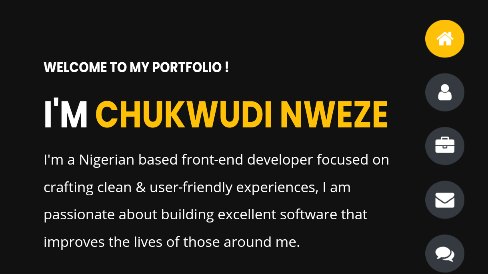 WELCOME TO MY PORTFOLIO !
I'M CHUKWUDI NWEZE
I'm a Nigerian based front-end developer focused on
crafting clean & user-friendly experiences, I am
passionate about building excellent software that
improves the lives of those around me.